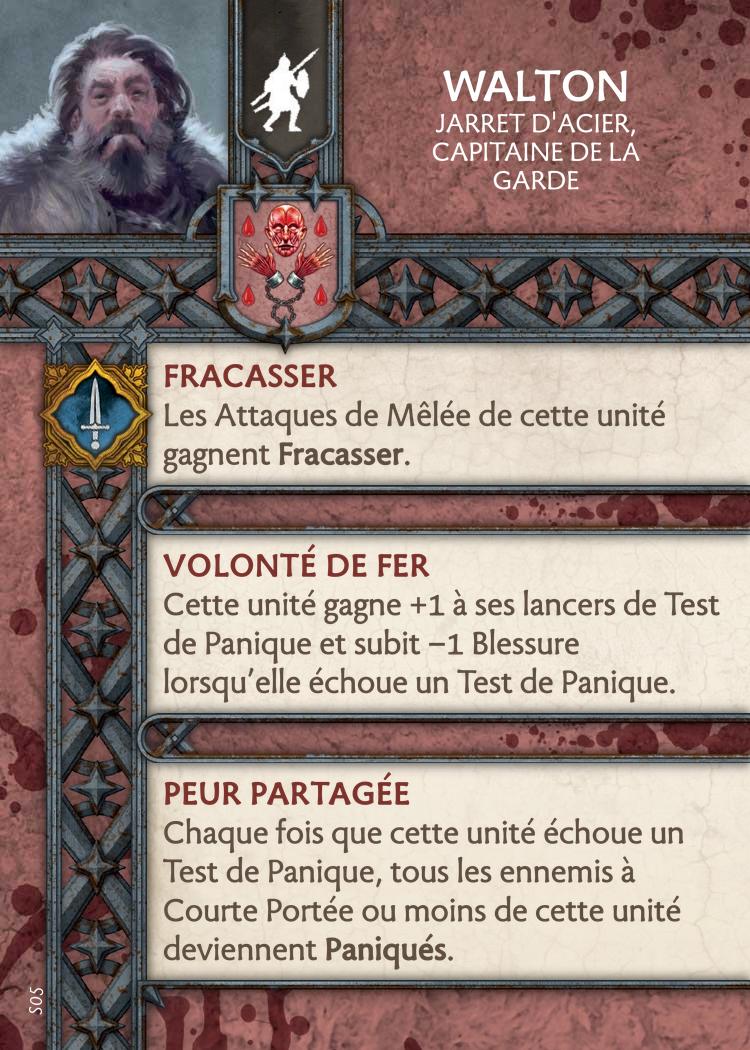 WALTON
JARRET D'ACIER,
CAPITAINE DE LA
GARDE
FRACASSER
Les Attaques de Mêlée de cette unité
gagnent Fracasser.
VOLONTÉ DE FER
Cette unité gagne +1 à ses lancers de Test
de Panique et subit –1 Blessure
lorsqu'elle échoue un Test de Panique.
PEUR PARTAGÉE
Chaque fois que cette unité échoue un
Test de Panique, tous les ennemis à
Courte Portée ou moins de cette unité
deviennent Paniqués.
S05